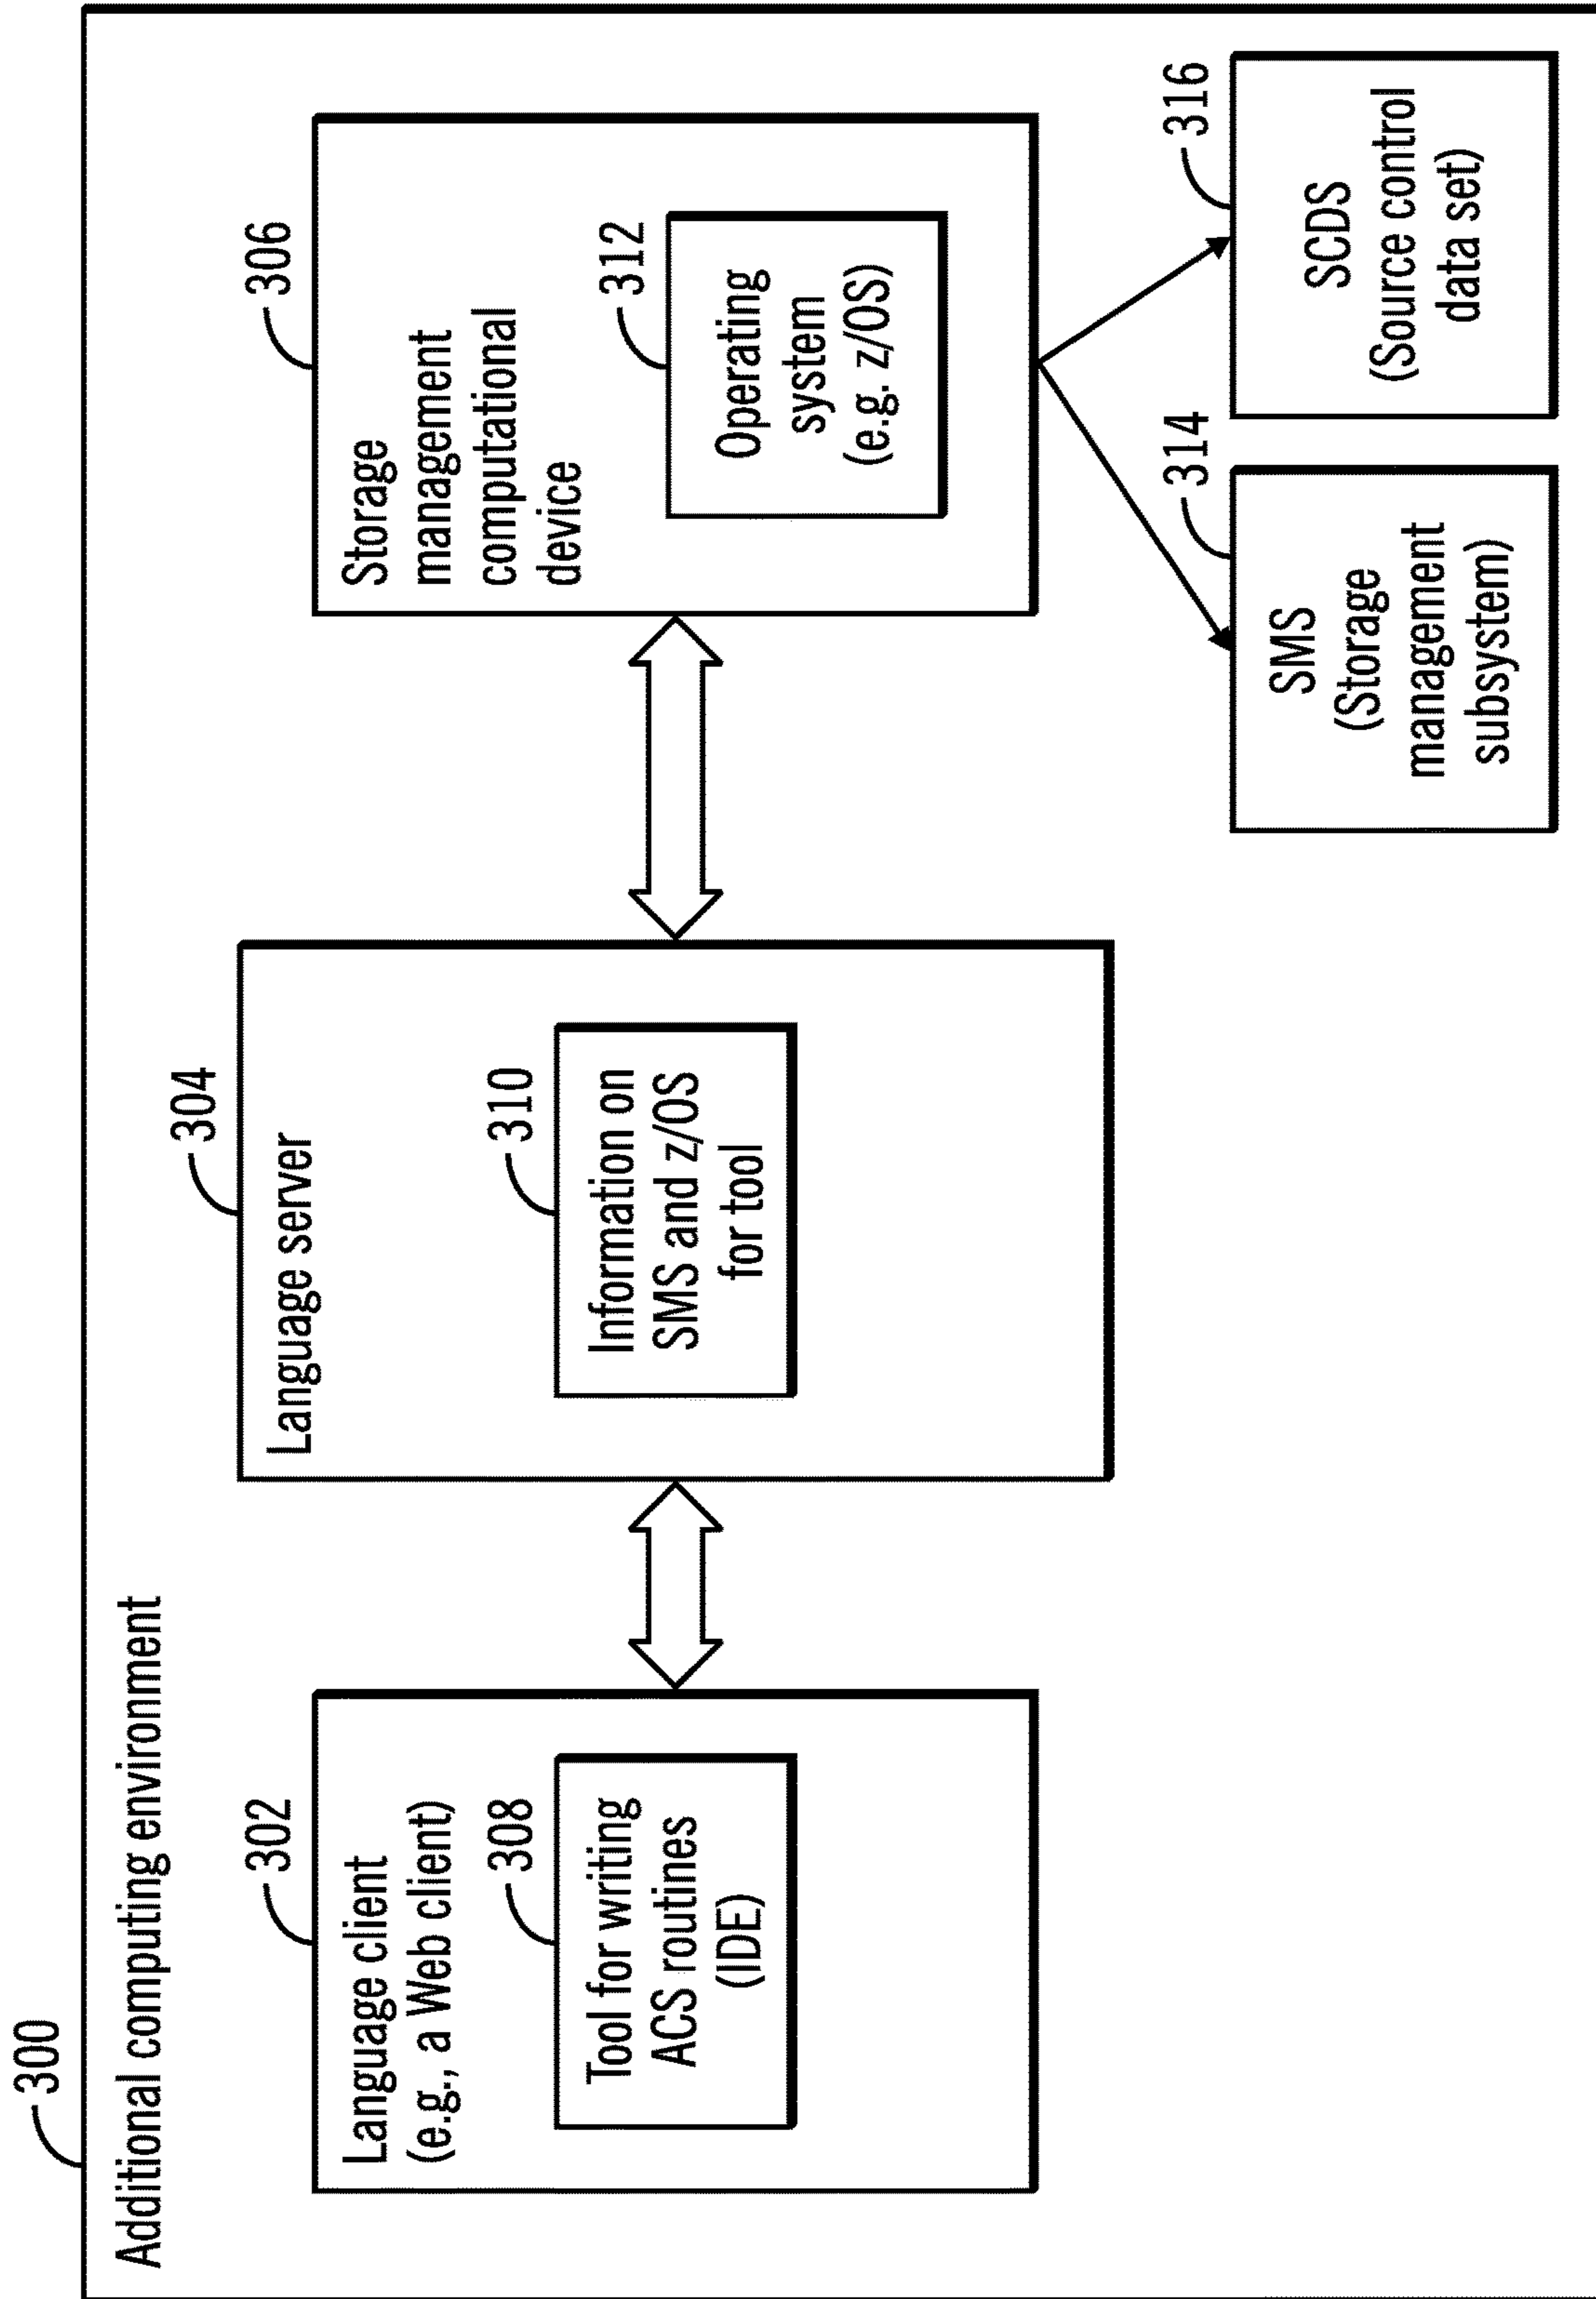 300
Additional computing environment
302
Language client
(e.g., a Web client)
308
Tool for writing
ACS routines
(IDE)
304
Language server
310
Information on
SMS and z/OS
for tool
306
Storage
management
computational
device
312
Operating
system
(e.g. z/OS)
314
SMS
(Storage
management
subsystem)
316
SCDS
(Source control
data set)